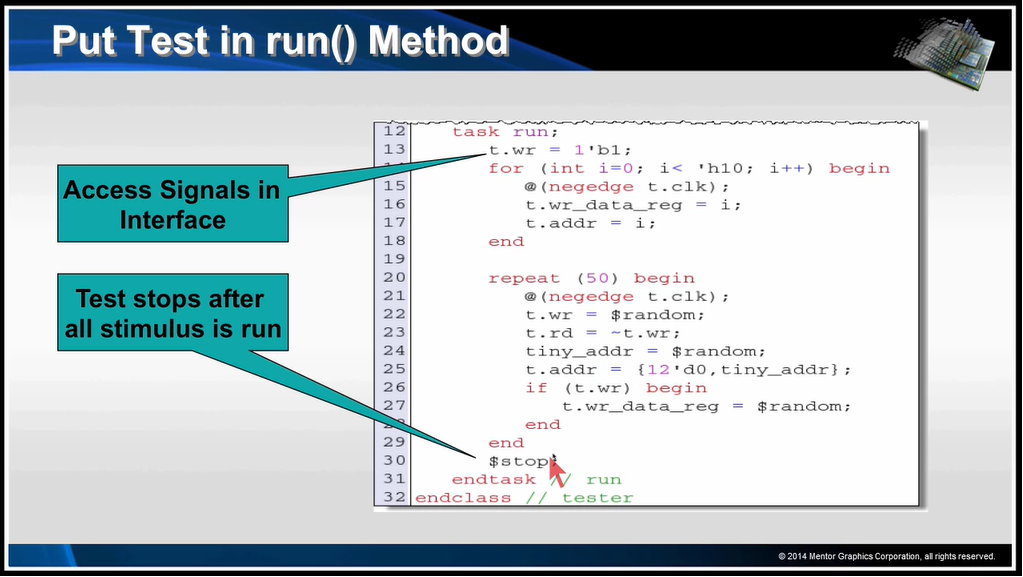 Put Test in run() Method
Access Signals in
Interface
Test stops after
all stimulus is run
12 task run;
13 t.wr = 1'b1;
for (int i=0; i< 'h10; i++) begin
15 @(negedge t.clk);
16 t.wr_data_reg = i;
17 t.addr = i;
18 end
19
20 repeat (50) begin
21 @(negedge t.clk);
22 t.wr = $random;
23 t.rd = ~t.wr;
24 tiny_addr = $random;
25 t.addr = {12'd0,tiny_addr};
26 if (t.wr) begin
27 t.wr_data_reg = $random;
end
29 end
30 $stop;
31 endtask // run
32 endclass // tester
© 2014 Mentor Graphics Corporation, all rights reserved.